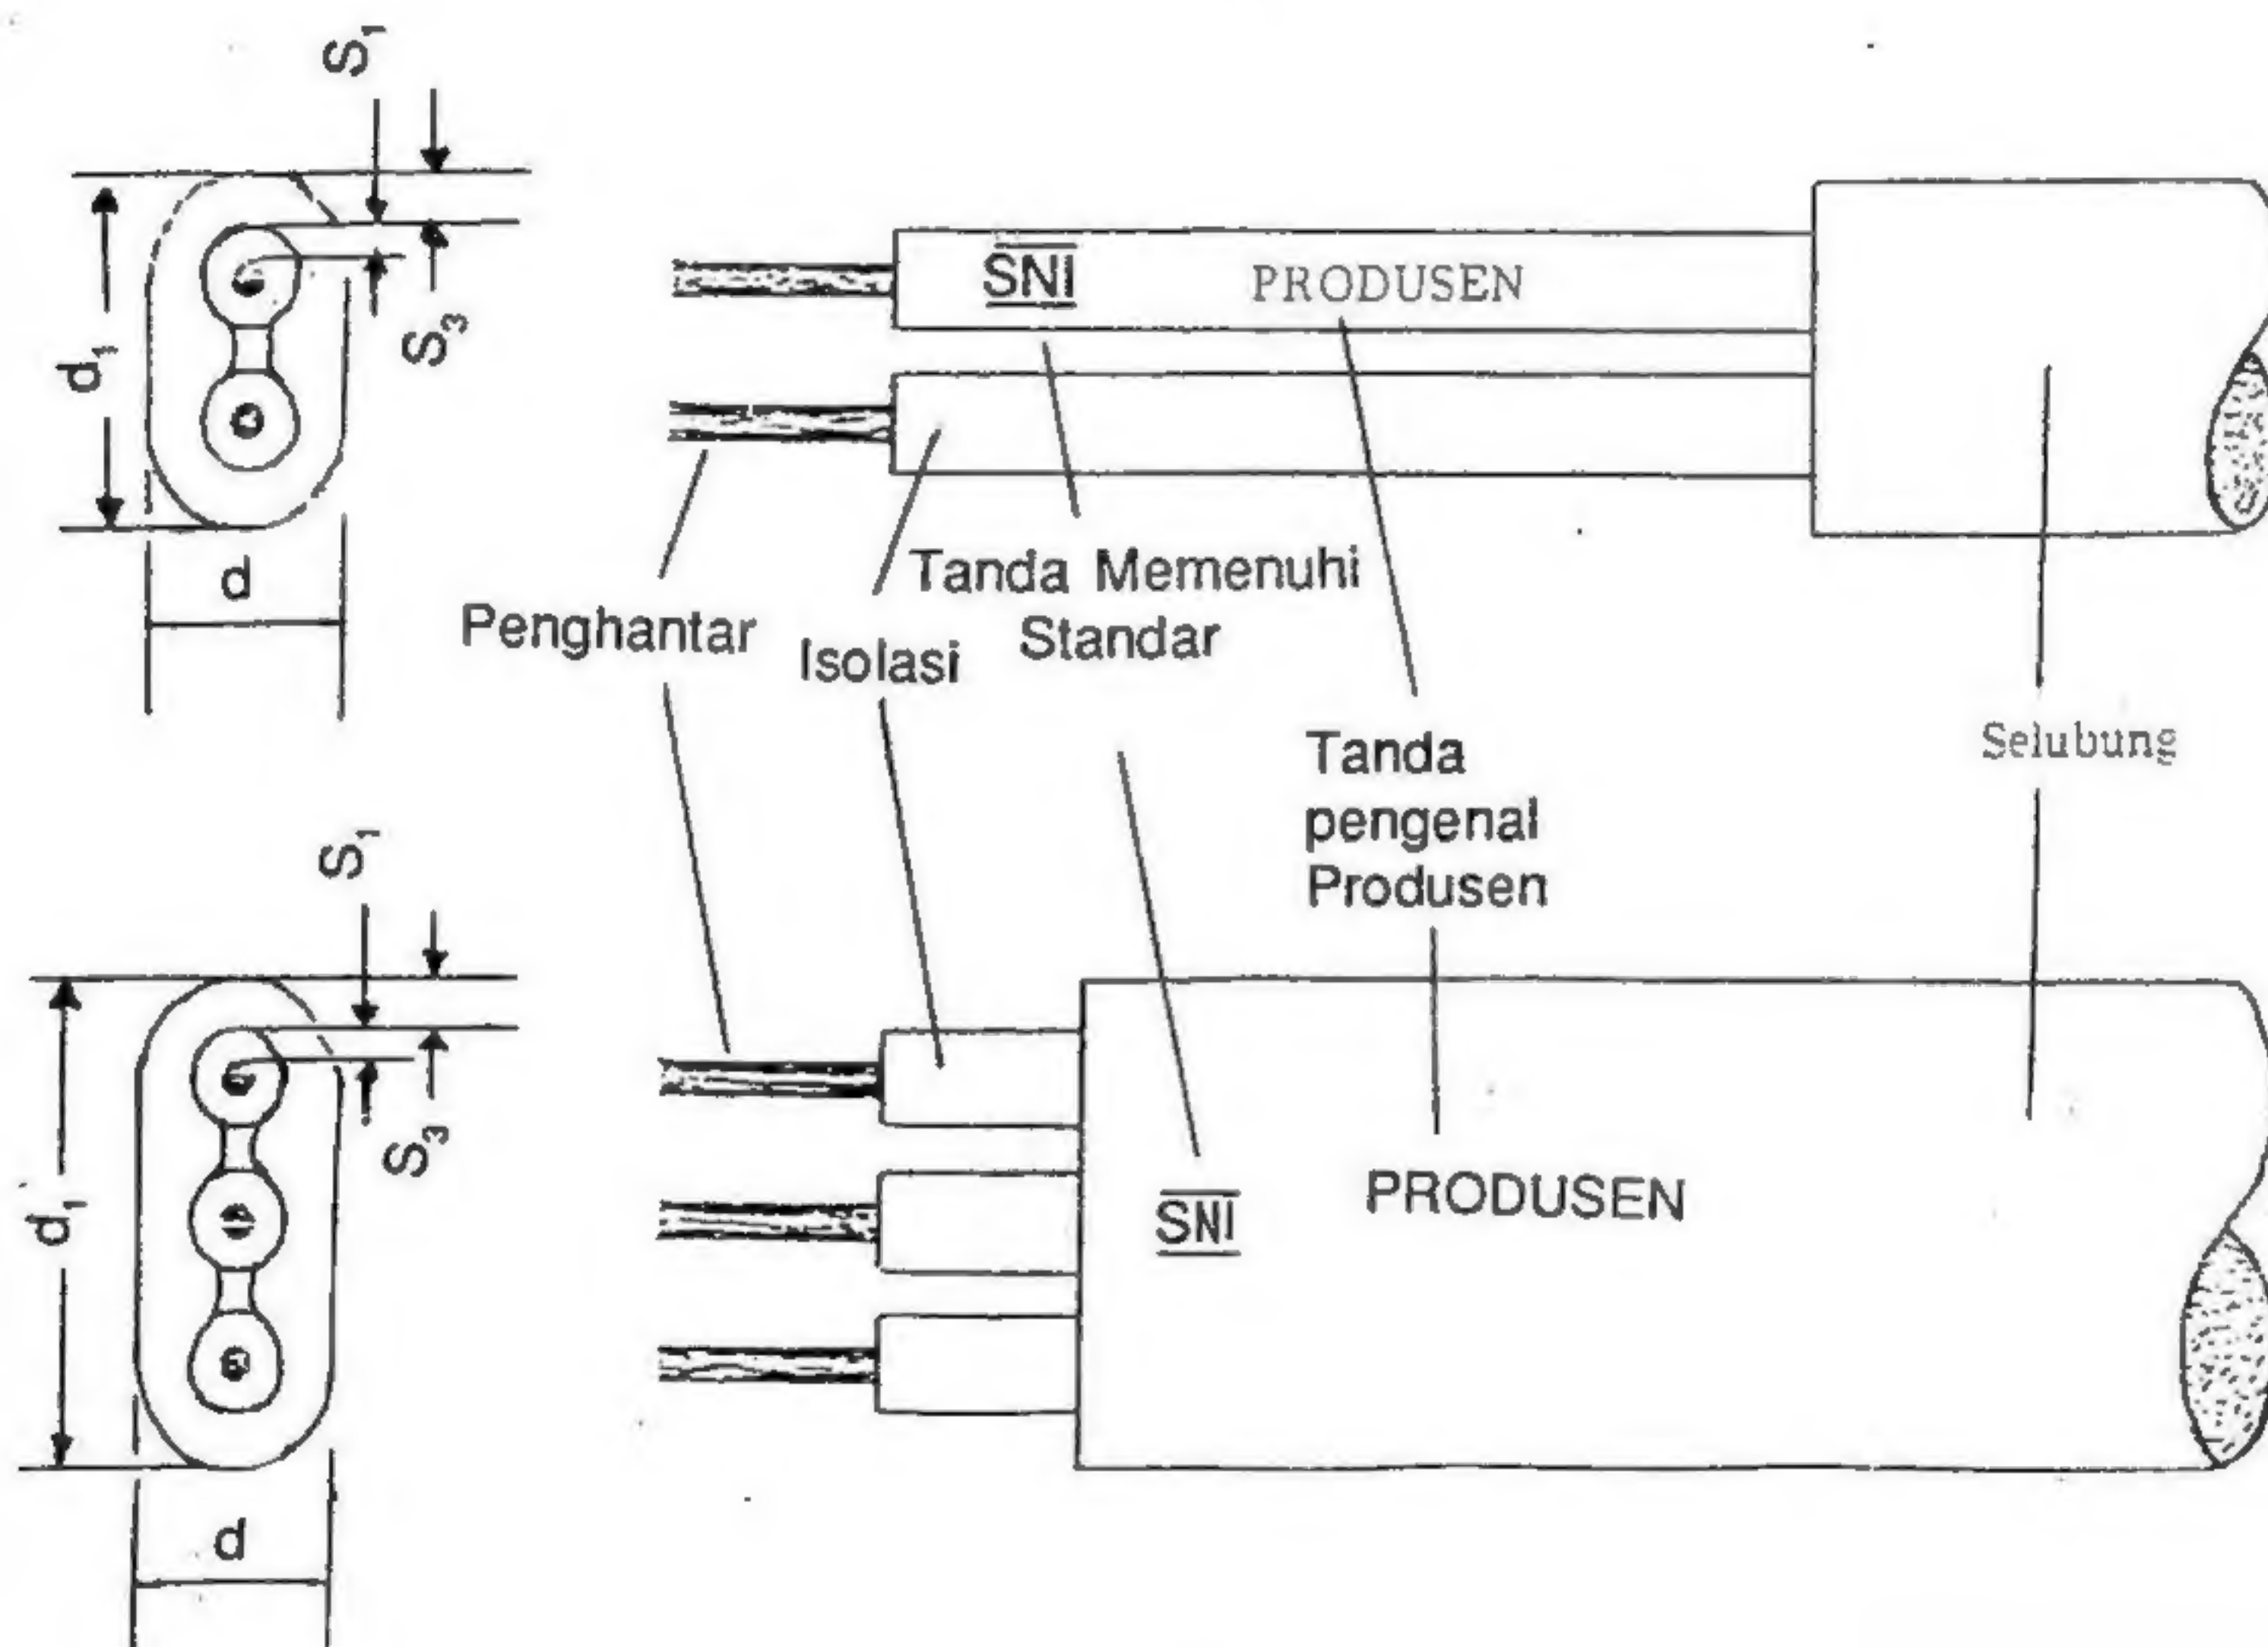 S1
S3
d1
d
SNI
PRODUSEN
Penghantar
Isolasi
Tanda Memenuhi
Standar
Tanda
pengenal
Produsen
Selubung
S1
S3
d1
d
SNI
PRODUSEN